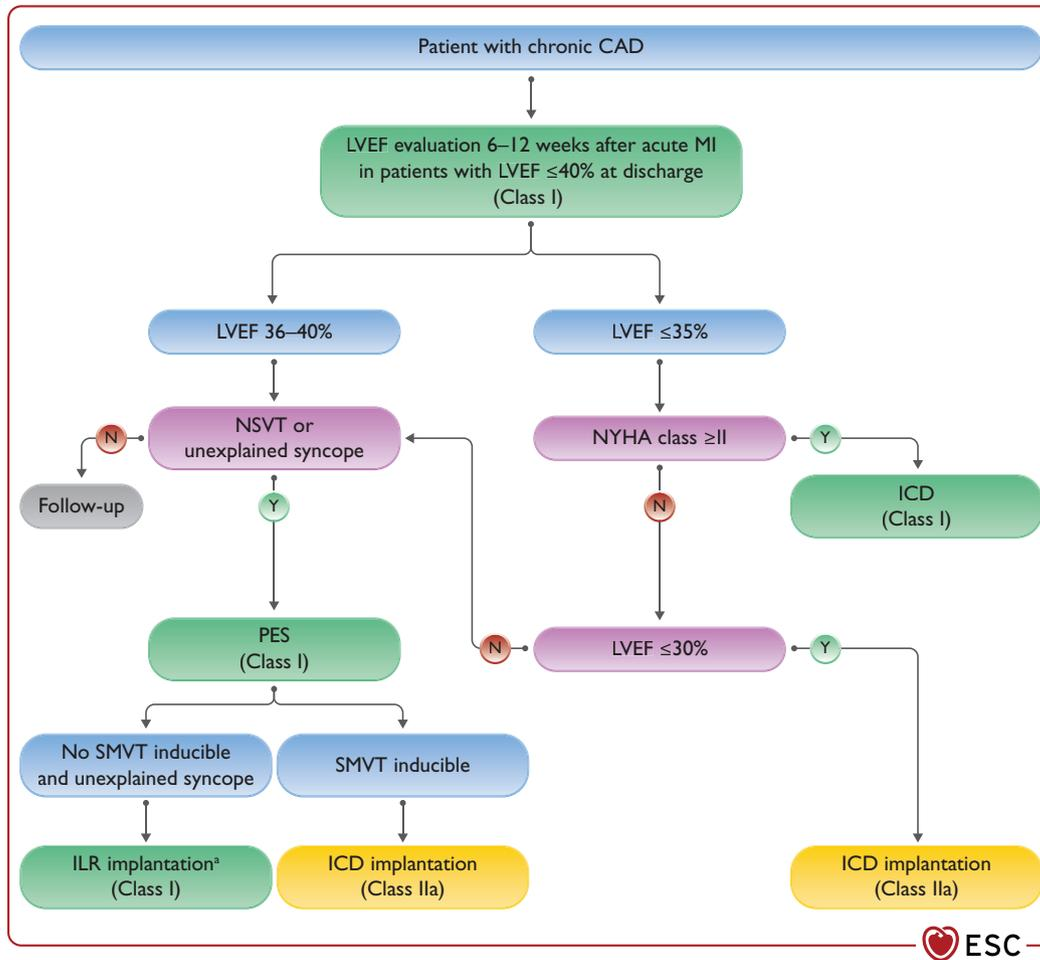 Patient with chronic CAD
LVEF evaluation 6–12 weeks after acute MI
in patients with LVEF ≤40% at discharge
(Class I)
LVEF 36–40%
LVEF ≤35%
NSVT or
unexplained syncope
NYHA class ≥II
N
Y
Follow-up
Y
N
ICD
(Class I)
PES
(Class I)
N
LVEF ≤30%
Y
No SMVT inducible
and unexplained syncope
SMVT inducible
ILR implantationᵃ
(Class I)
ICD implantation
(Class IIa)
ICD implantation
(Class IIa)
ESC